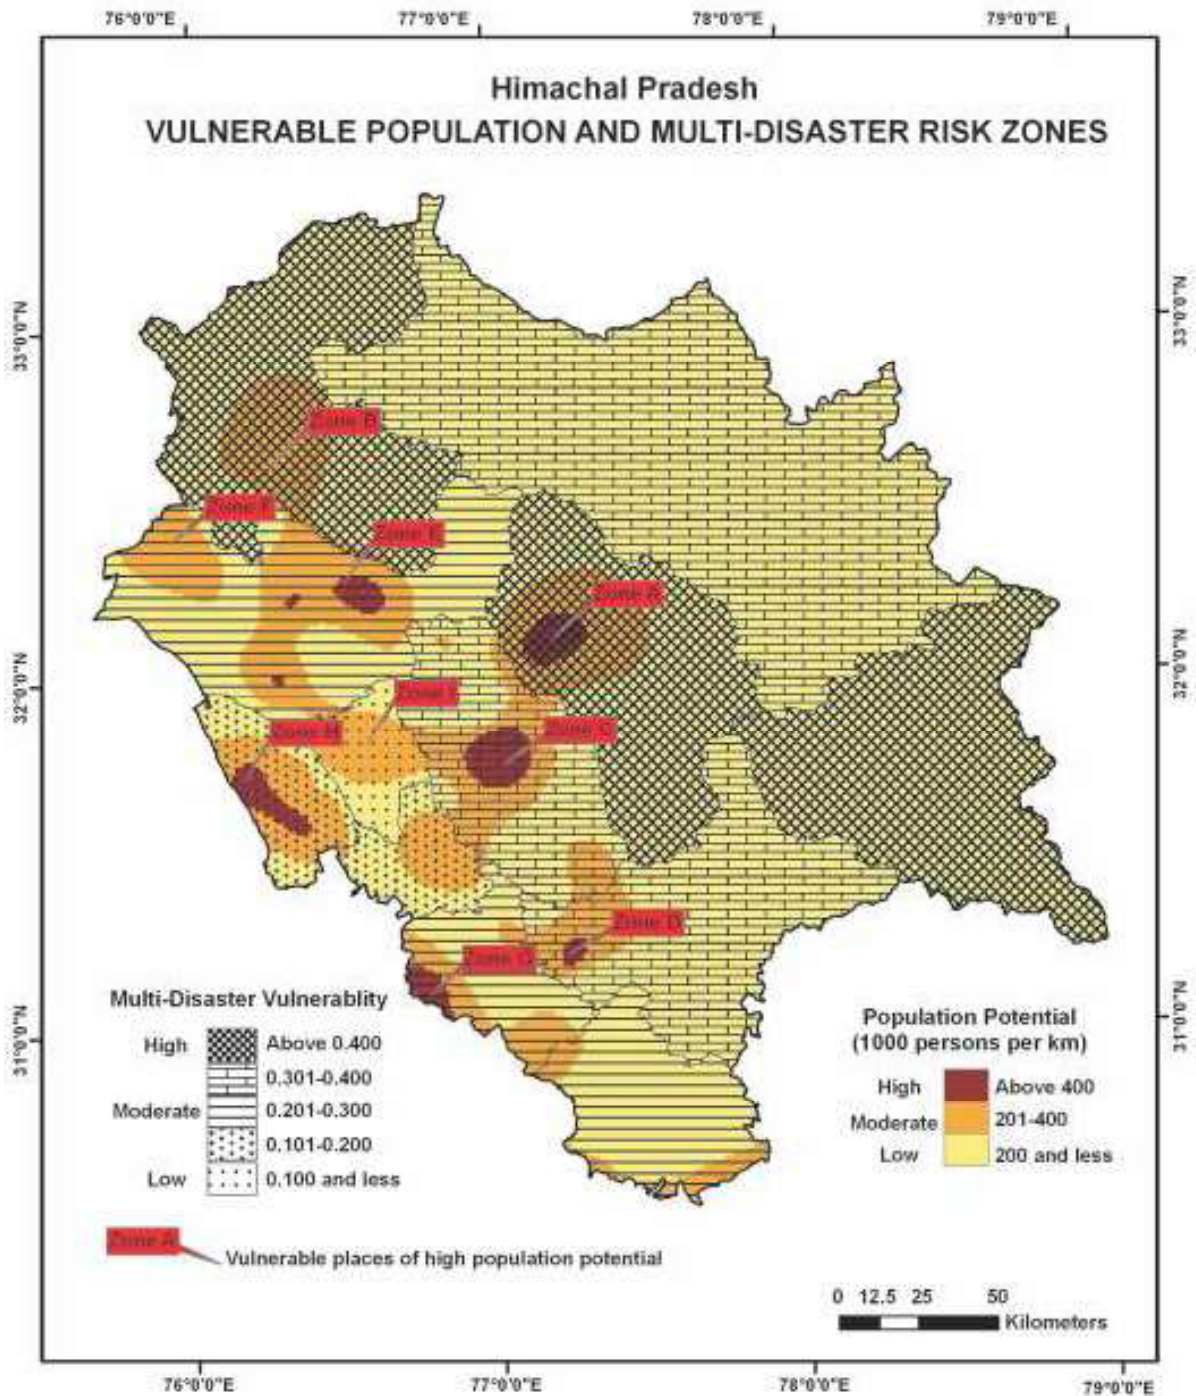 76°0'0"E 77°0'0"E 78°0'0"E 79°0'0"E
Himachal Pradesh
VULNERABLE POPULATION AND MULTI-DISASTER RISK ZONES
33°0'0"N
33°0'0"N
Zone B
Zone F
Zone E
Zone A
32°0'0"N
32°0'0"N
Zone I
Zone H
Zone C
Zone D
Zone G
31°0'0"N
31°0'0"N
Multi-Disaster Vulnerablity
High Above 0.400
0.301-0.400
Moderate 0.201-0.300
0.101-0.200
Low 0.100 and less
Population Potential
(1000 persons per km)
High Above 400
Moderate 201-400
Low 200 and less
Zone A Vulnerable places of high population potential
0 12.5 25 50
Kilometers
76°0'0"E 77°0'0"E 78°0'0"E 79°0'0"E